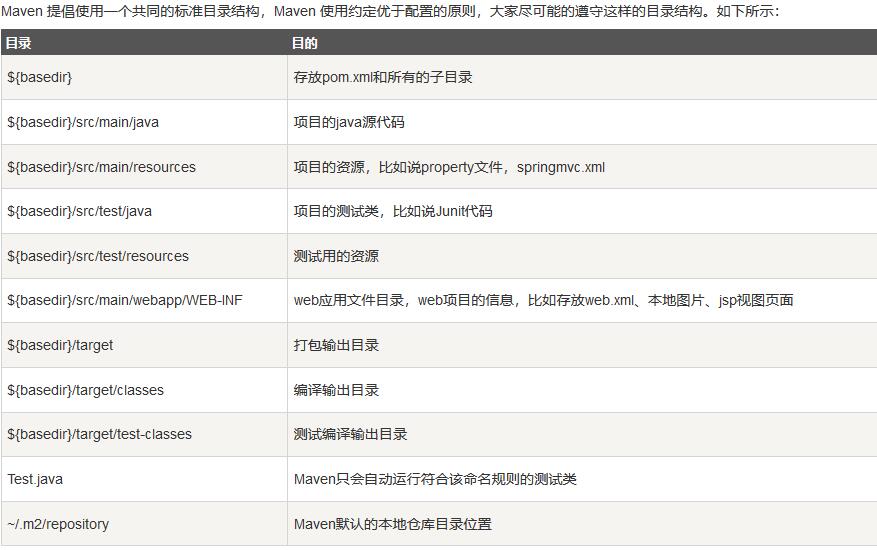 Maven 提倡使用一个共同的标准目录结构，Maven 使用约定优于配置的原则，大家尽可能的遵守这样的目录结构。如下所示：
目录 目的
${basedir} 存放pom.xml和所有的子目录
${basedir}/src/main/java 项目的java源代码
${basedir}/src/main/resources 项目的资源，比如说property文件，springmvc.xml
${basedir}/src/test/java 项目的测试类，比如说Junit代码
${basedir}/src/test/resources 测试用的资源
${basedir}/src/main/webapp/WEB-INF web应用文件目录，web项目的信息，比如存放web.xml、本地图片、jsp视图页面
${basedir}/target 打包输出目录
${basedir}/target/classes 编译输出目录
${basedir}/target/test-classes 测试编译输出目录
Test.java Maven只会自动运行符合该命名规则的测试类
~/.m2/repository Maven默认的本地仓库目录位置